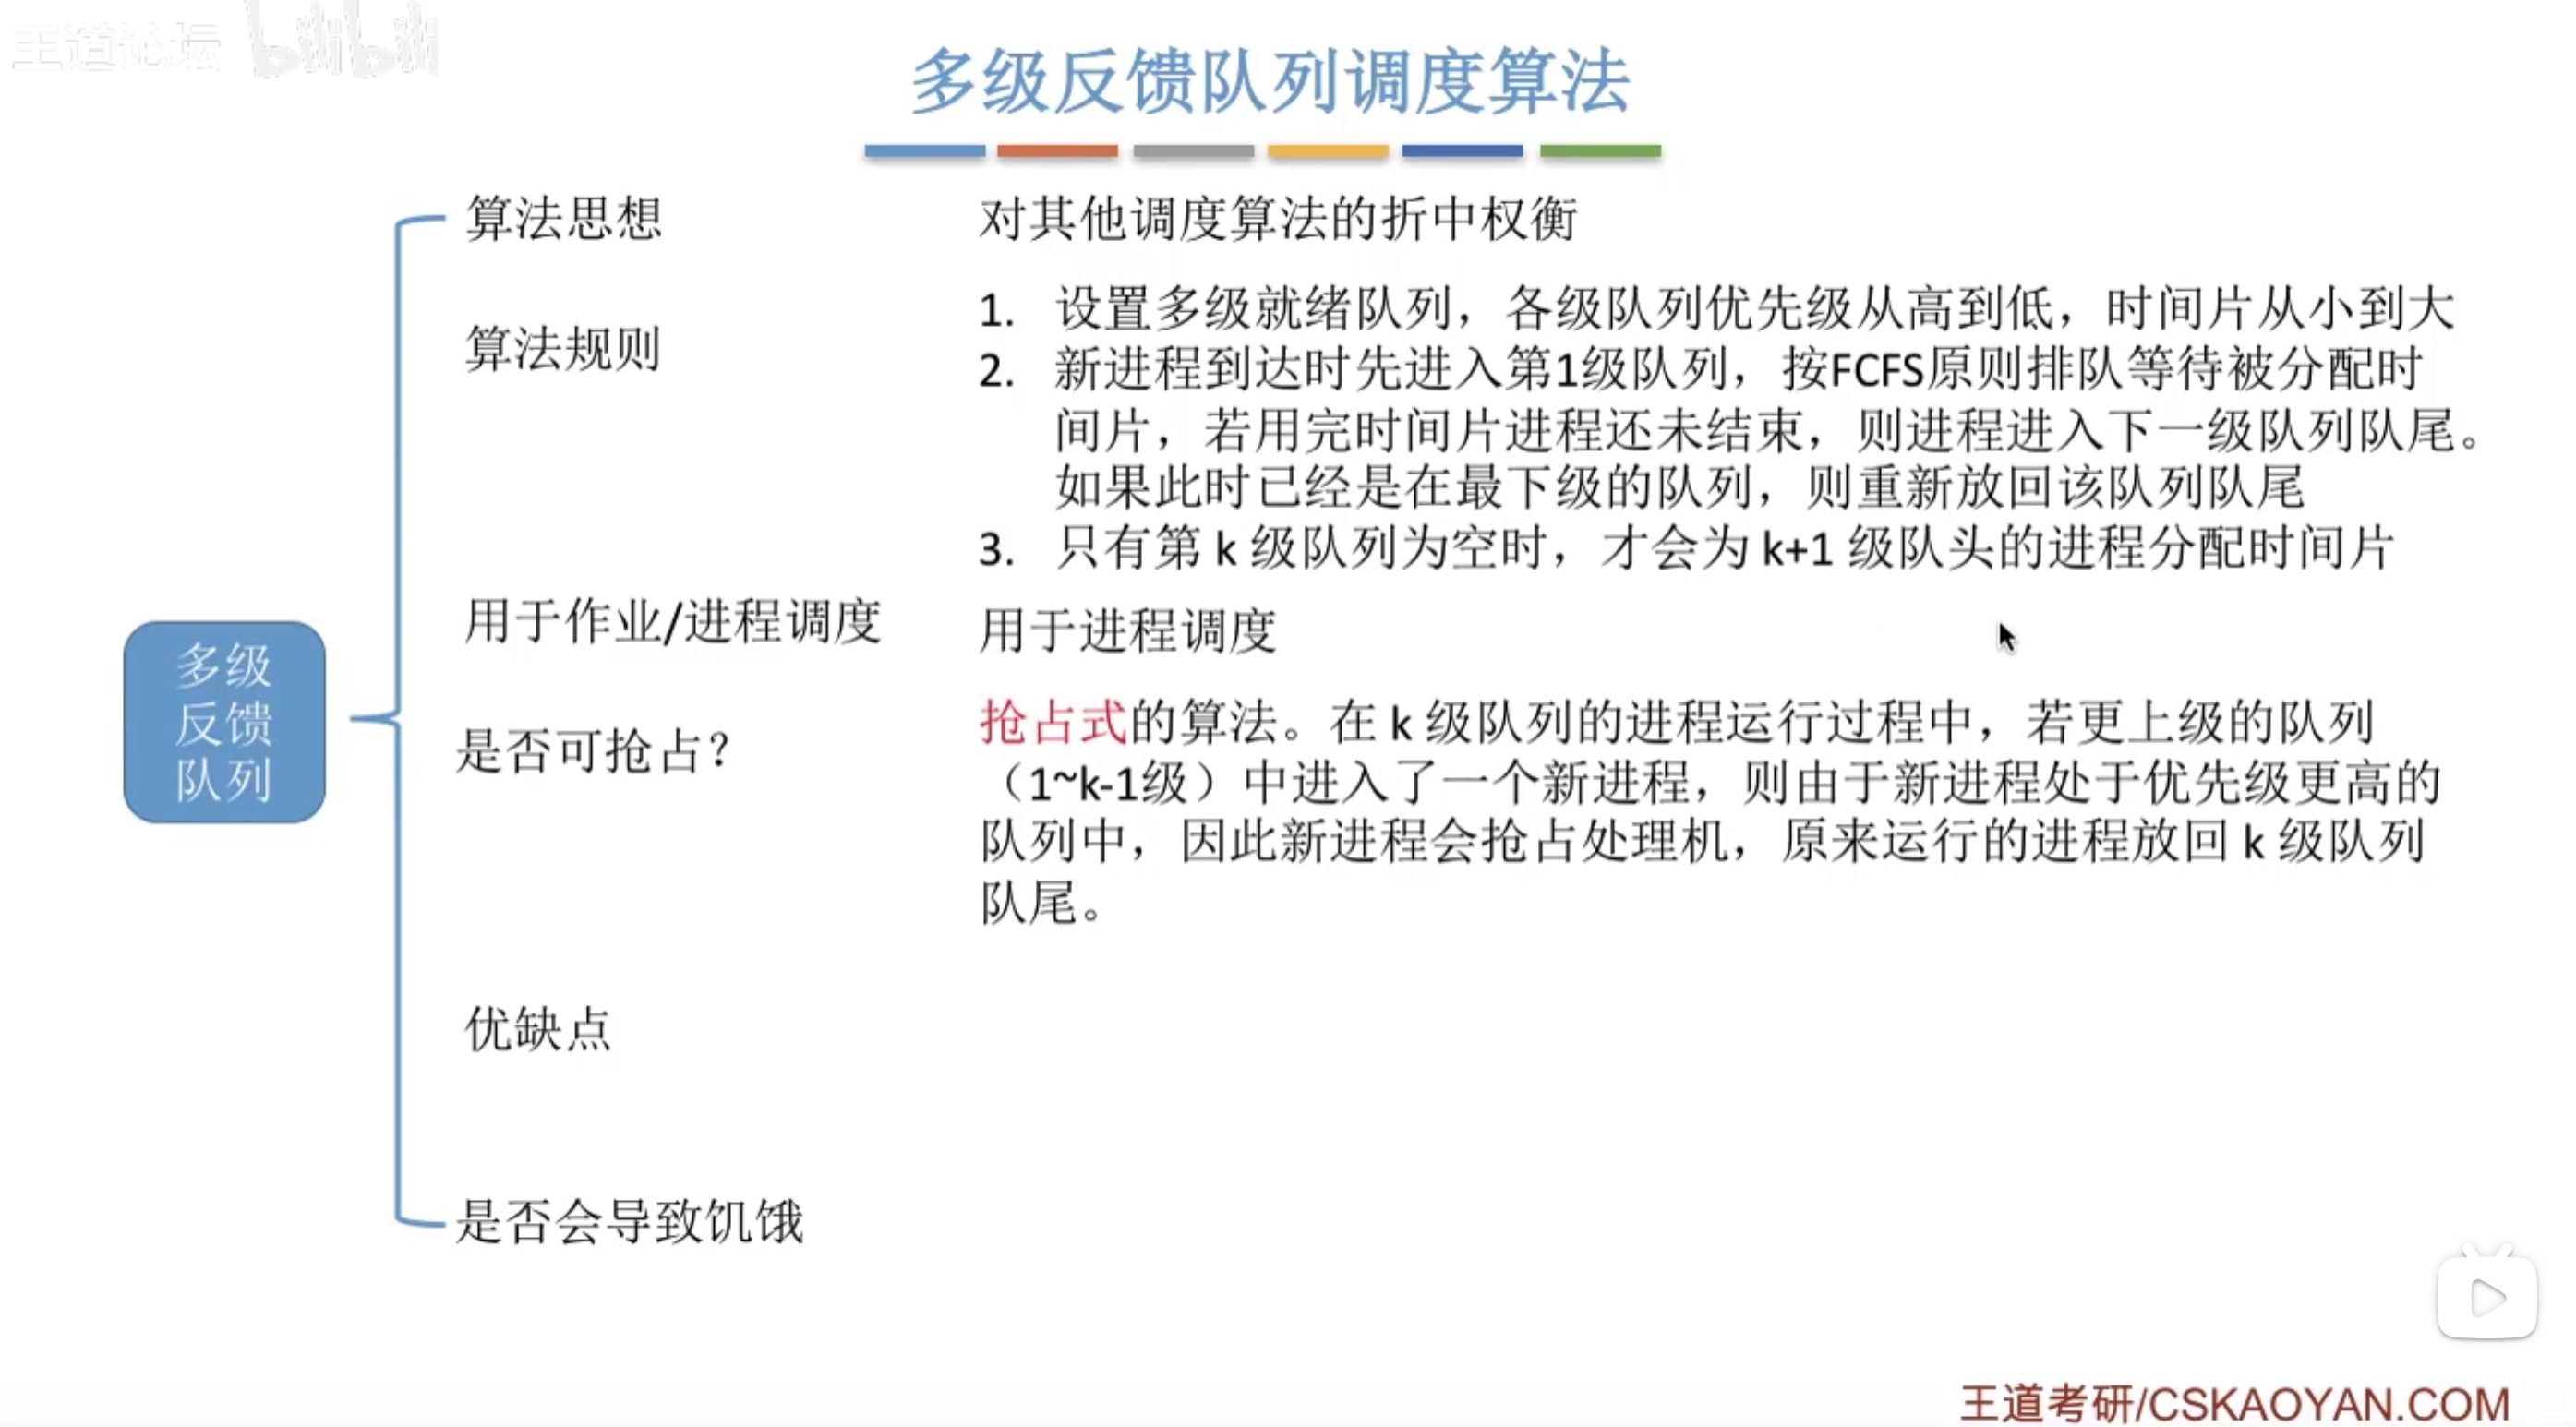 王道论坛 bilibili
多级反馈队列调度算法
算法思想
对其他调度算法的折中权衡
算法规则
1. 设置多级就绪队列，各级队列优先级从高到低，时间片从小到大
2. 新进程到达时先进入第1级队列，按FCFS原则排队等待被分配时
间片，若用完时间片进程还未结束，则进程进入下一级队列队尾。
如果此时已经是在最下级的队列，则重新放回该队列队尾
3. 只有第 k 级队列为空时，才会为 k+1 级队头的进程分配时间片
用于作业/进程调度
用于进程调度
多级
反馈
队列
是否可抢占？
抢占式的算法。在 k 级队列的进程运行过程中，若更上级的队列
（1~k-1级）中进入了一个新进程，则由于新进程处于优先级更高的
队列中，因此新进程会抢占处理机，原来运行的进程放回 k 级队列
队尾。
优缺点
是否会导致饥饿
王道考研/CSKAOYAN.COM